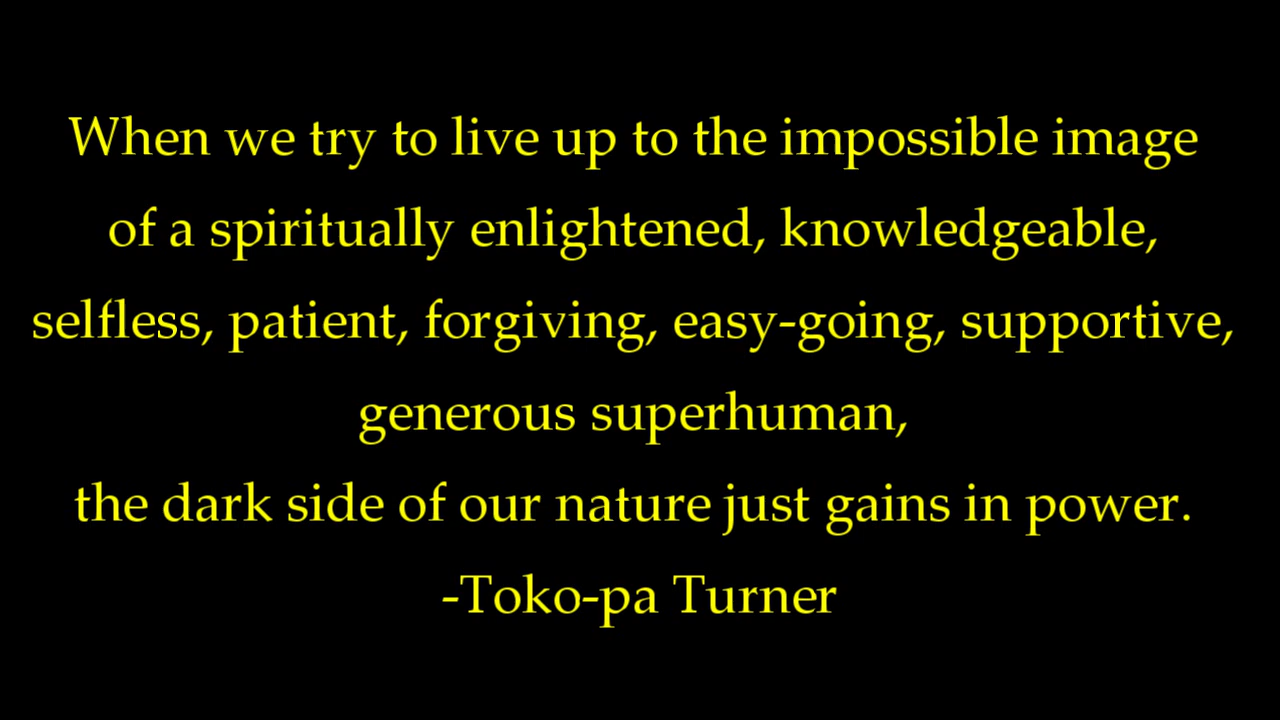 When we try to live up to the impossible image
of a spiritually enlightened, knowledgeable,
selfless, patient, forgiving, easy-going, supportive,
generous superhuman,
the dark side of our nature just gains in power.
-Toko-pa Turner